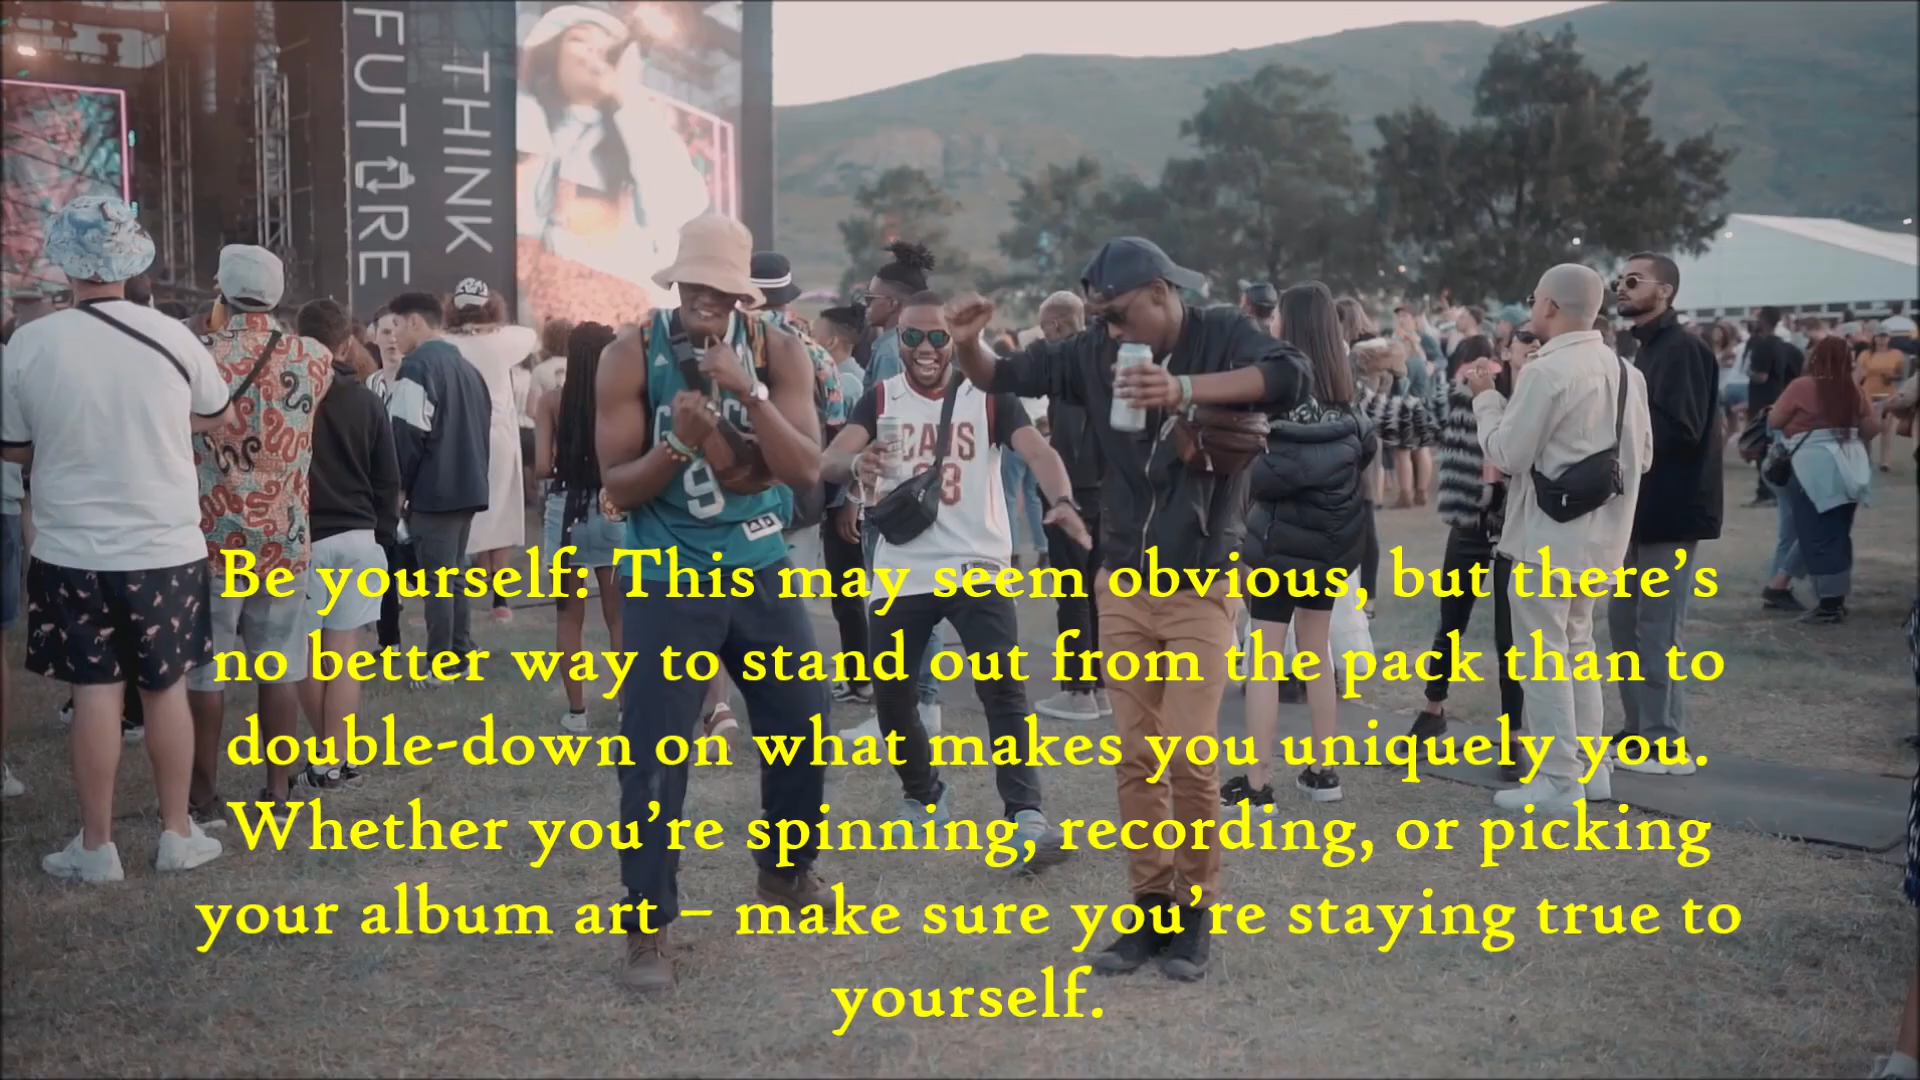 THINK
FUTURE
CAVS
9
Be yourself: This may seem obvious, but there's
no better way to stand out from the pack than to
double-down on what makes you uniquely you.
Whether you're spinning, recording, or picking
your album art – make sure you're staying true to
yourself.